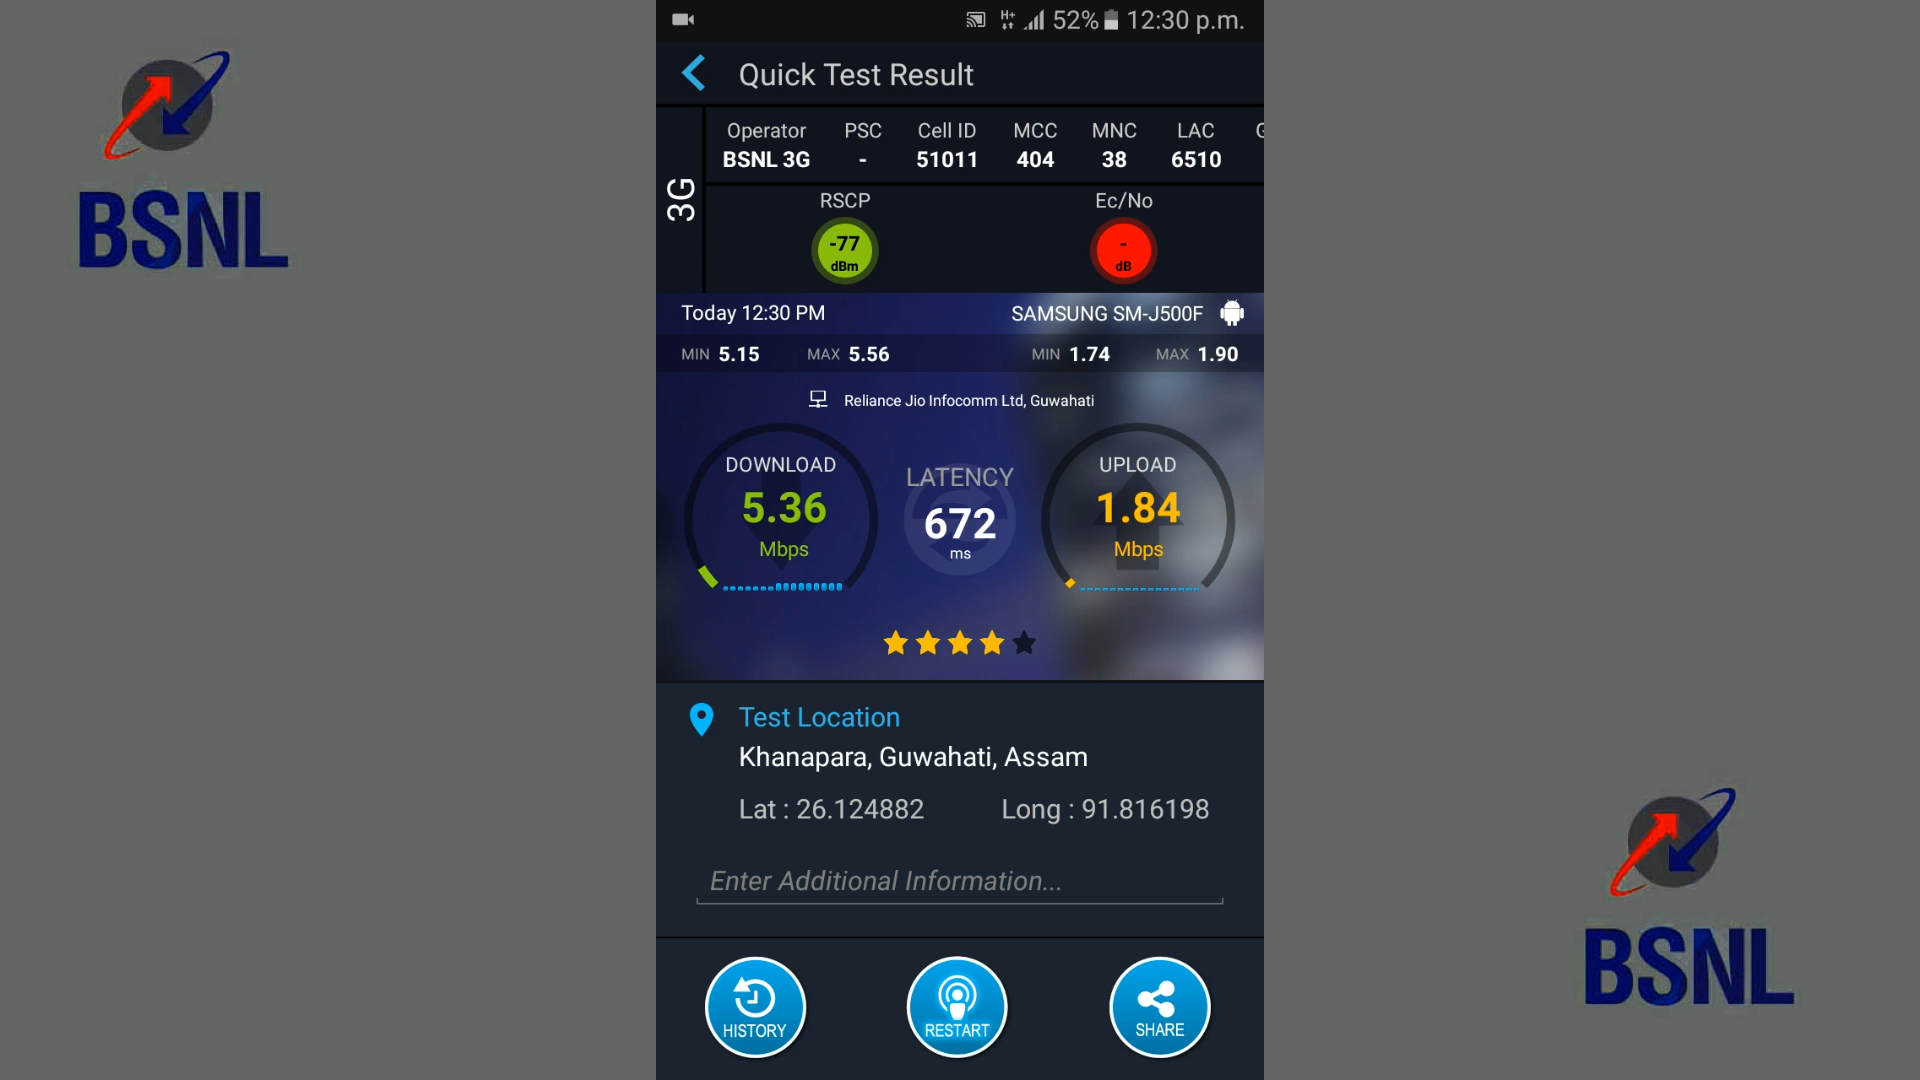 BSNL
52% 12:30 p.m.
Quick Test Result
3G
Operator PSC Cell ID MCC MNC LAC
BSNL 3G - 51011 404 38 6510
RSCP Ec/No
-77 -
dBm dB
Today 12:30 PM SAMSUNG SM-J500F
MIN 5.15 MAX 5.56 MIN 1.74 MAX 1.90
Reliance Jio Infocomm Ltd, Guwahati
DOWNLOAD LATENCY UPLOAD
5.36 672 1.84
Mbps ms Mbps
Test Location
Khanapara, Guwahati, Assam
Lat : 26.124882 Long : 91.816198
Enter Additional Information...
HISTORY RESTART SHARE
BSNL